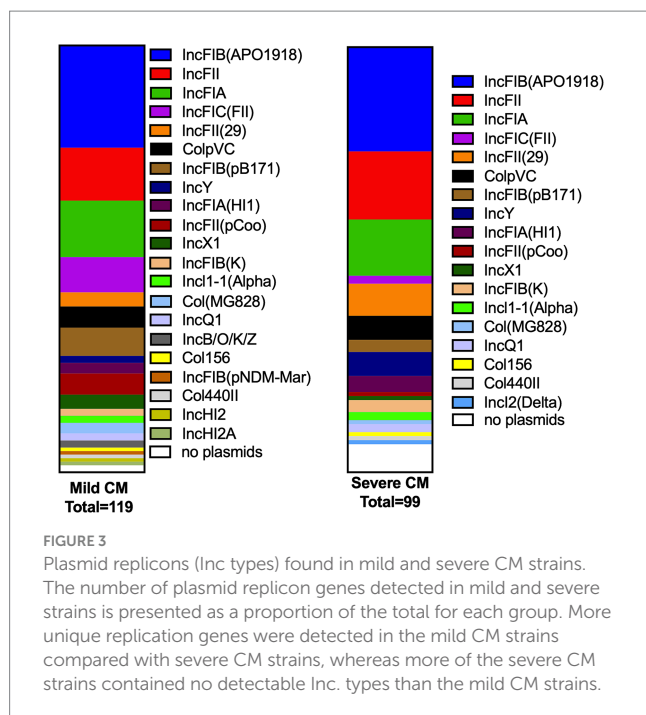 IncFIB(APO1918)
IncFII
IncFIA
IncFIC(FII)
IncFII(29)
ColpVC
IncFIB(pB171)
IncY
IncFIA(HI1)
IncFII(pCoo)
IncX1
IncFIB(K)
IncI1-1(Alpha)
Col(MG828)
IncQ1
IncB/O/K/Z
Col156
IncFIB(pNDM-Mar)
Col440II
IncHI2
IncHI2A
no plasmids
Mild CM
Total=119
IncFIB(APO1918)
IncFII
IncFIA
IncFIC(FII)
IncFII(29)
ColpVC
IncFIB(pB171)
IncY
IncFIA(HI1)
IncFII(pCoo)
IncX1
IncFIB(K)
IncI1-1(Alpha)
Col(MG828)
IncQ1
Col156
Col440II
IncI2(Delta)
no plasmids
Severe CM
Total=99
FIGURE 3
Plasmid replicons (Inc types) found in mild and severe CM strains.
The number of plasmid replicon genes detected in mild and severe
strains is presented as a proportion of the total for each group. More
unique replication genes were detected in the mild CM strains
compared with severe CM strains, whereas more of the severe CM
strains contained no detectable Inc. types than the mild CM strains.